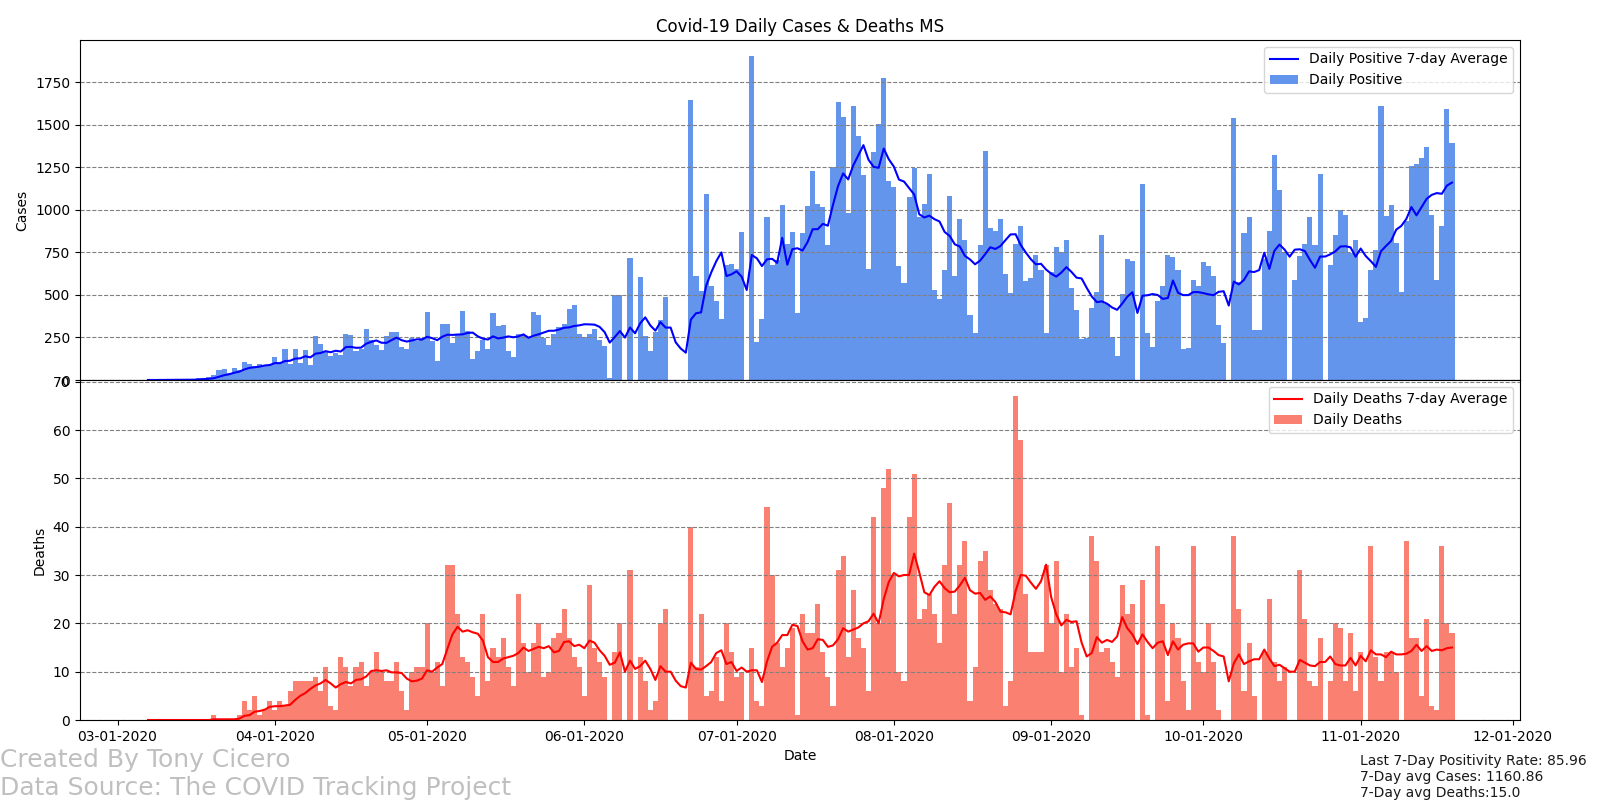 Covid-19 Daily Cases & Deaths MS
Daily Positive 7-day Average
Daily Positive
1750
1500
1250
1000
750
500
250
0
Cases
Daily Deaths 7-day Average
Daily Deaths
70
60
50
40
30
20
10
0
Deaths
03-01-2020 04-01-2020 05-01-2020 06-01-2020 07-01-2020 08-01-2020 09-01-2020 10-01-2020 11-01-2020 12-01-2020
Date
Created By Tony Cicero
Data Source: The COVID Tracking Project
Last 7-Day Positivity Rate: 85.96
7-Day avg Cases: 1160.86
7-Day avg Deaths:15.0